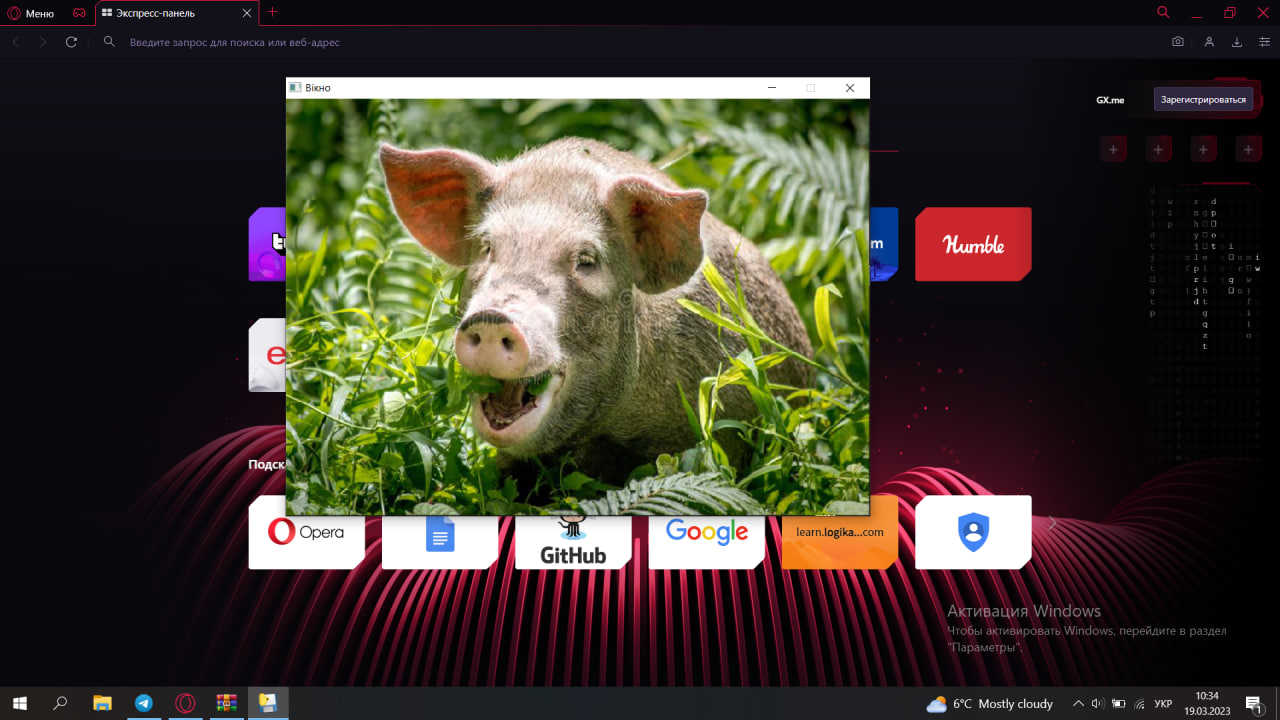 Меню
Экспресс-панель
Введите запрос для поиска или веб-адрес
Вікно
GX.me
Зарегистрироваться
Humble
Подск
Opera
GitHub
Google
learn.logika...com
Активация Windows
Чтобы активировать Windows, перейдите в раздел
"Параметры".
6°C Mostly cloudy
УКР
10:34
19.03.2023
1